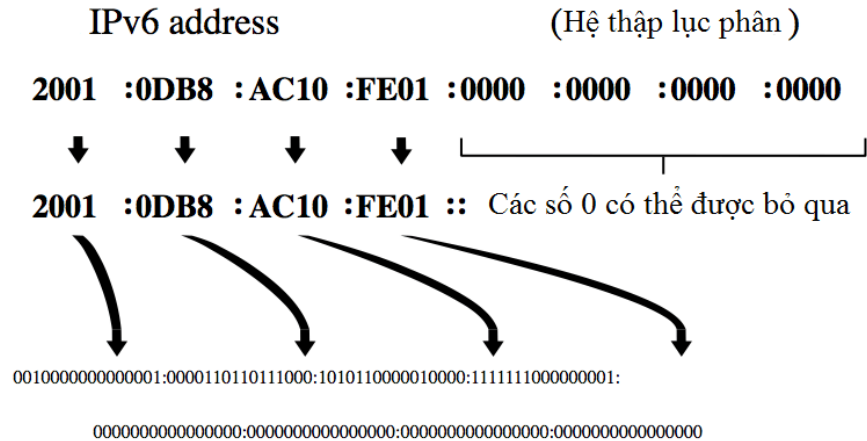 IPv6 address (Hệ thập lục phân )
2001 :0DB8 :AC10 :FE01 :0000 :0000 :0000 :0000
2001 :0DB8 :AC10 :FE01 :: Các số 0 có thể được bỏ qua
0010000000000001:0000110110111000:1010110000010000:1111111000000001:
0000000000000000:0000000000000000:0000000000000000:0000000000000000